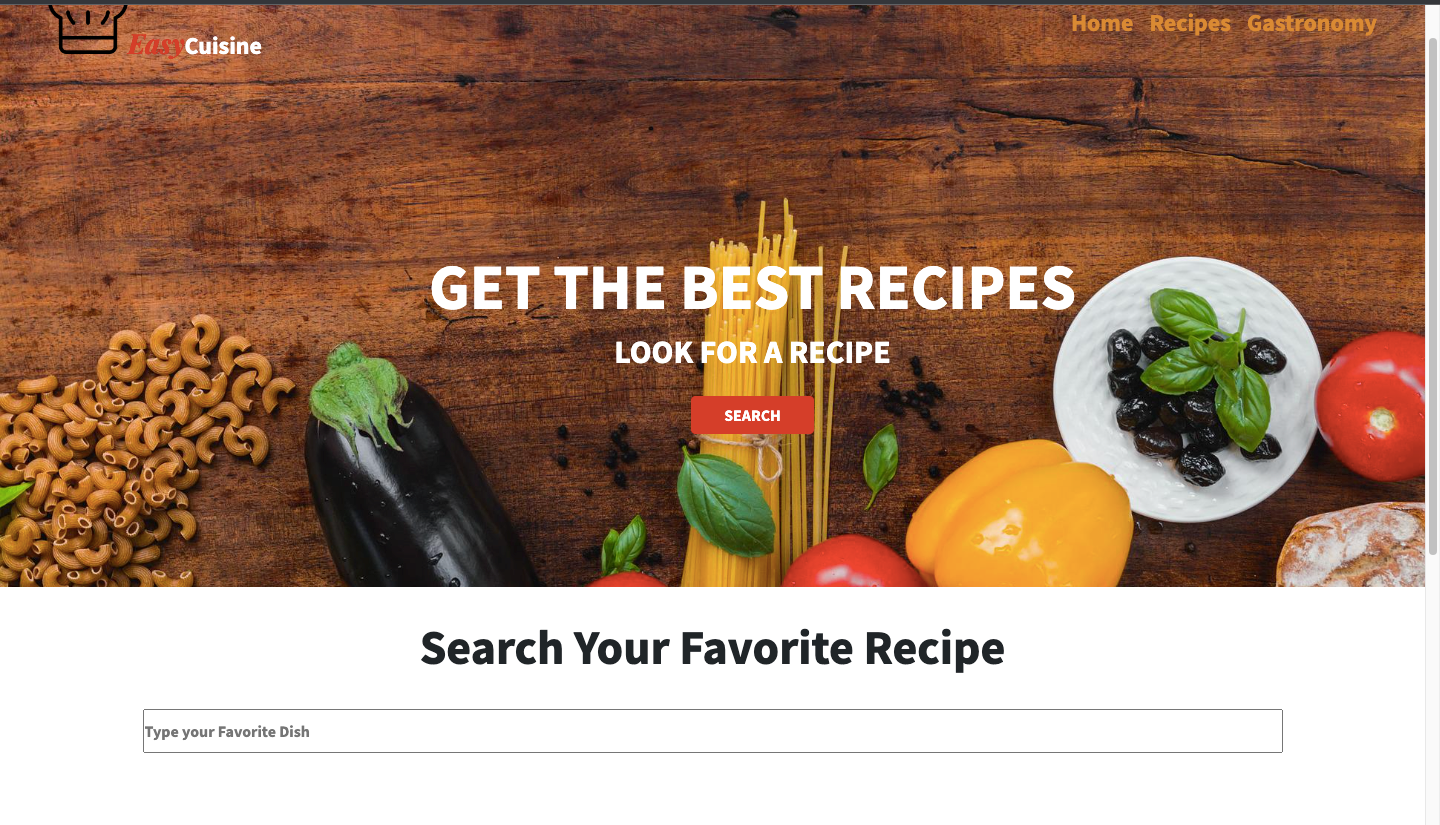 EasyCuisine
Home Recipes Gastronomy
GET THE BEST RECIPES
LOOK FOR A RECIPE
SEARCH
Search Your Favorite Recipe
Type your Favorite Dish